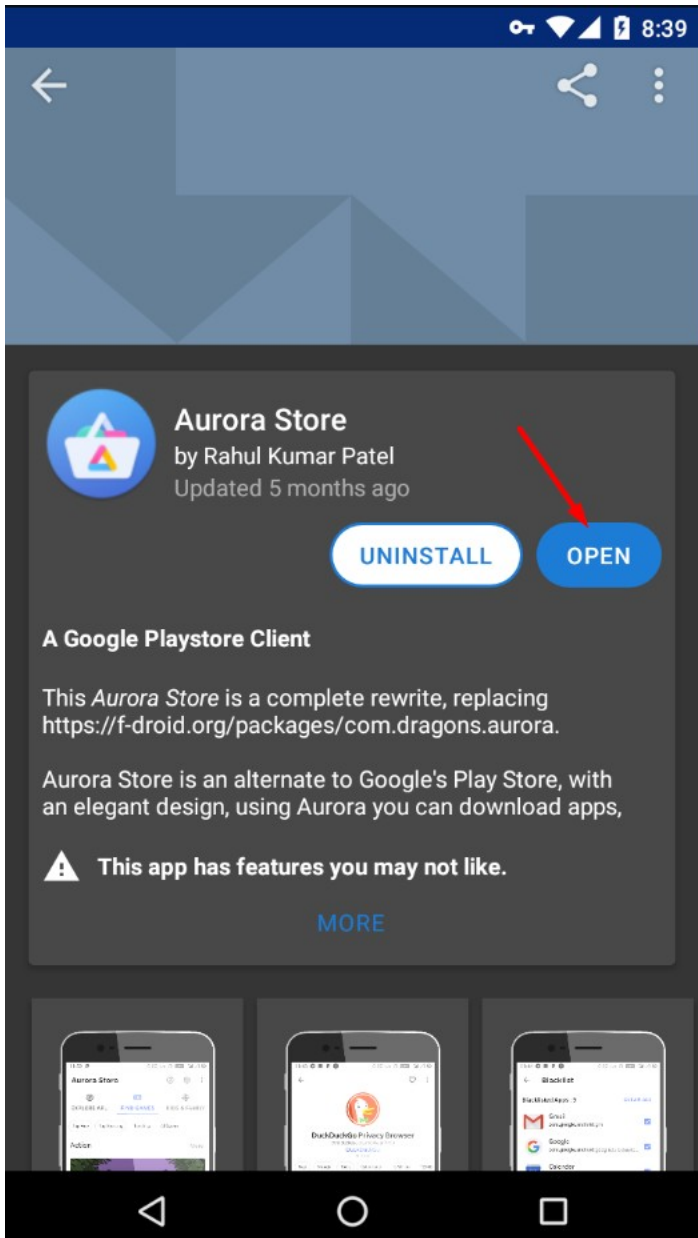 8:39
Aurora Store
by Rahul Kumar Patel
Updated 5 months ago
UNINSTALL
OPEN
A Google Playstore Client
This Aurora Store is a complete rewrite, replacing
https://f-droid.org/packages/com.dragons.aurora.
Aurora Store is an alternate to Google's Play Store, with
an elegant design, using Aurora you can download apps,
This app has features you may not like.
MORE
Aurora Store
Action
DuckDuckGo Privacy Browser
Blacklist
Gmail
Google
Calendar